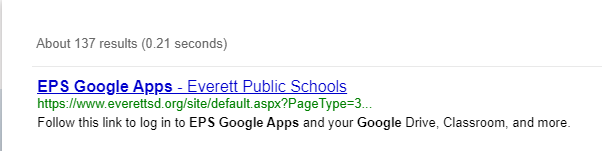 About 137 results (0.21 seconds)
EPS Google Apps - Everett Public Schools
https://www.everettsd.org/site/default.aspx?PageType=3...
Follow this link to log in to EPS Google Apps and your Google Drive, Classroom, and more.